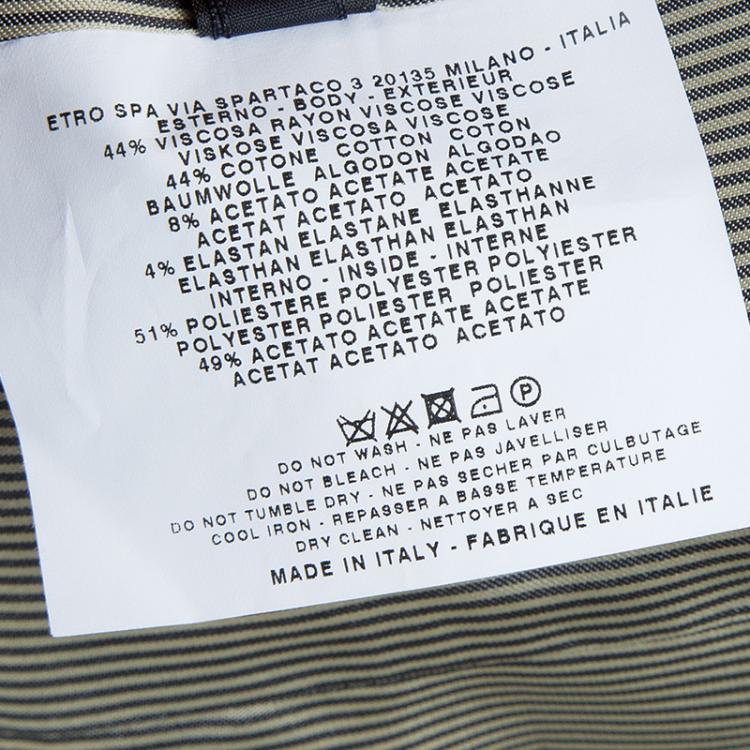 ETRO SPA VIA SPARTACO 3 20135 MILANO - ITALIA
ESTERNO - BODY - EXTERIEUR
44% VISCOSA RAYON VISCOSE VISCOSE
VISKOSE VISCOSA VISCOSE
44% COTONE COTTON COTON
BAUMWOLLE ALGODON ALGODAO
8% ACETATO ACETATE ACETATE
ACETAT ACETATO ACETATO
4% ELASTAN ELASTANE ELASTHANNE
ELASTHAN ELASTHAN ELASTHAN
INTERNO - INSIDE - INTERNE
51% POLIESTERE POLYESTER POLYIESTER
POLYESTER POLIESTER POLIESTER
49% ACETATO ACETATE ACETATE
ACETAT ACETATO ACETATO
P
DO NOT WASH - NE PAS LAVER
DO NOT BLEACH - NE PAS JAVELLISER
DO NOT TUMBLE DRY - NE PAS SECHER PAR CULBUTAGE
COOL IRON - REPASSER A BASSE TEMPERATURE
DRY CLEAN - NETTOYER A SEC
MADE IN ITALY - FABRIQUE EN ITALIE